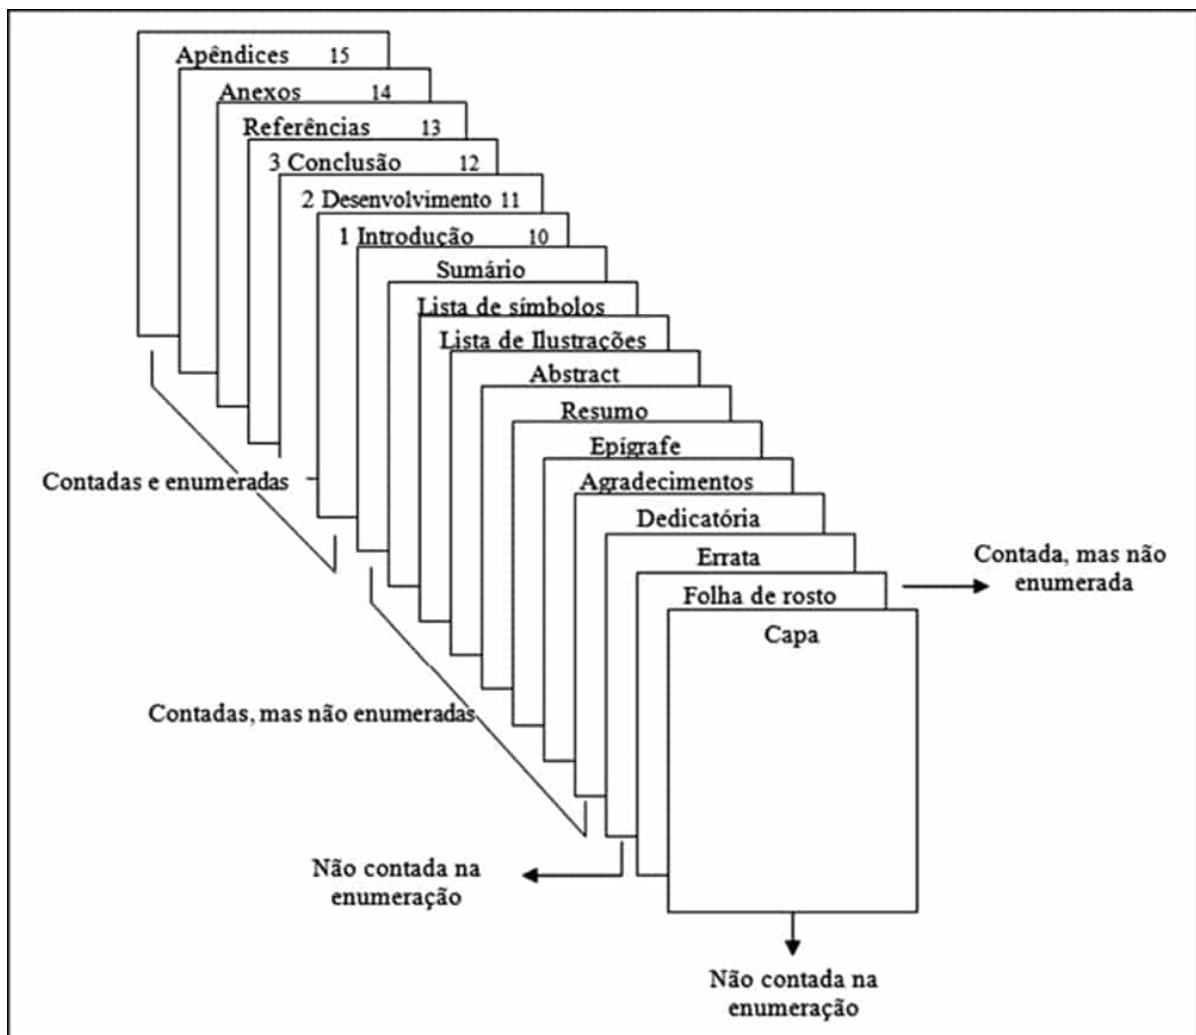 Apêndices 15
Anexos 14
Referências 13
3 Conclusão 12
2 Desenvolvimento 11
1 Introdução 10
Sumário
Lista de símbolos
Lista de Ilustrações
Abstract
Resumo
Epígrafe
Agradecimentos
Dedicatória
Errata
Folha de rosto
Capa
Contadas e enumeradas
Contada, mas não
enumerada
Contadas, mas não enumeradas
Não contada na
enumeração
Não contada na
enumeração